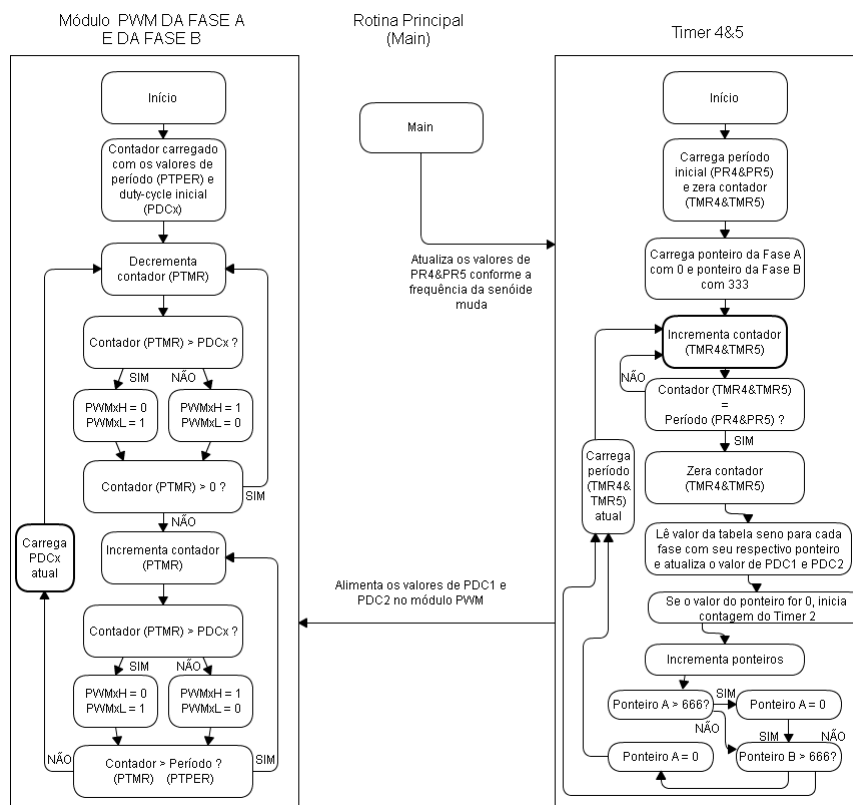 Módulo PWM DA FASE A
E DA FASE B
Início
Contador carregado
com os valores de
período (PTPER) e
duty-cycle inicial
(PDCx)
Decrementa
contador (PTMR)
Contador (PTMR) > PDCx ?
SIM
NÃO
PWMxH = 0
PWMxL = 1
PWMxH = 1
PWMxL = 0
Contador (PTMR) > 0 ?
SIM
NÃO
Carrega
PDCx
atual
Incrementa contador
(PTMR)
Contador (PTMR) > PDCx ?
SIM
NÃO
PWMxH = 0
PWMxL = 1
PWMxH = 1
PWMxL = 0
NÃO
Contador > Período ?
(PTMR) (PTPER)
SIM
Rotina Principal
(Main)
Main
Atualiza os valores de
PR4&PR5 conforme a
frequência da senóide
muda
Alimenta os valores de PDC1 e
PDC2 no módulo PWM
Timer 4&5
Início
Carrega período
inicial (PR4&PR5)
e zera contador
(TMR4&TMR5)
Carrega ponteiro da Fase A
com 0 e ponteiro da Fase B
com 333
Incrementa contador
(TMR4&TMR5)
NÃO
Contador (TMR4&TMR5)
=
Período (PR4&PR5) ?
SIM
Carrega
período
(TMR4&
TMR5)
atual
Zera contador
(TMR4&TMR5)
Lê valor da tabela seno para cada
fase com seu respectivo ponteiro
e atualiza o valor de PDC1 e PDC2
Se o valor do ponteiro for 0, inicia
contagem do Timer 2
Incrementa ponteiros
Ponteiro A > 666?
SIM
Ponteiro A = 0
NÃO
SIM
NÃO
Ponteiro A = 0
Ponteiro B > 666?